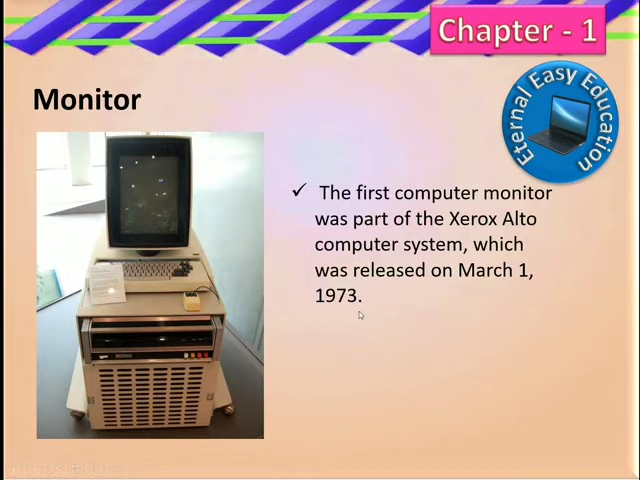 Chapter - 1
Monitor
Eternal Easy Education
✓ The first computer monitor
was part of the Xerox Alto
computer system, which
was released on March 1,
1973.